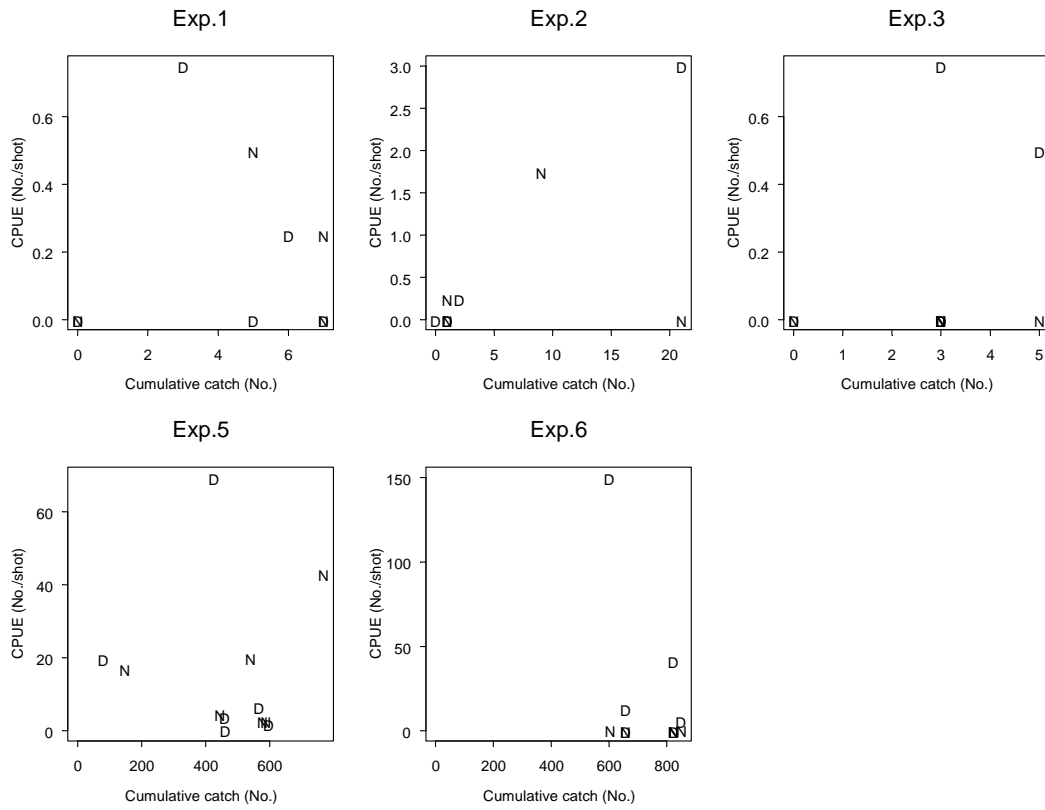 Exp.1
Exp.2
Exp.3
CPUE (No./shot)
0.6
0.4
0.2
0.0
D
N
D
N
D
N
0 2 4 6
Cumulative catch (No.)
CPUE (No./shot)
3.0
2.0
1.5
1.0
0.5
0.0
D
N
N D
D
N
0 5 10 15 20
Cumulative catch (No.)
CPUE (No./shot)
0.6
0.4
0.2
0.0
D
D
N
0 1 2 3 4 5
Cumulative catch (No.)
Exp.5
Exp.6
CPUE (No./shot)
60
40
20
0
D
N
D
N
N
D
N
D
D
N
N
D
0 200 400 600
Cumulative catch (No.)
CPUE (No./shot)
150
100
50
0
D
D
D
D
N
N
0 200 400 600 800
Cumulative catch (No.)